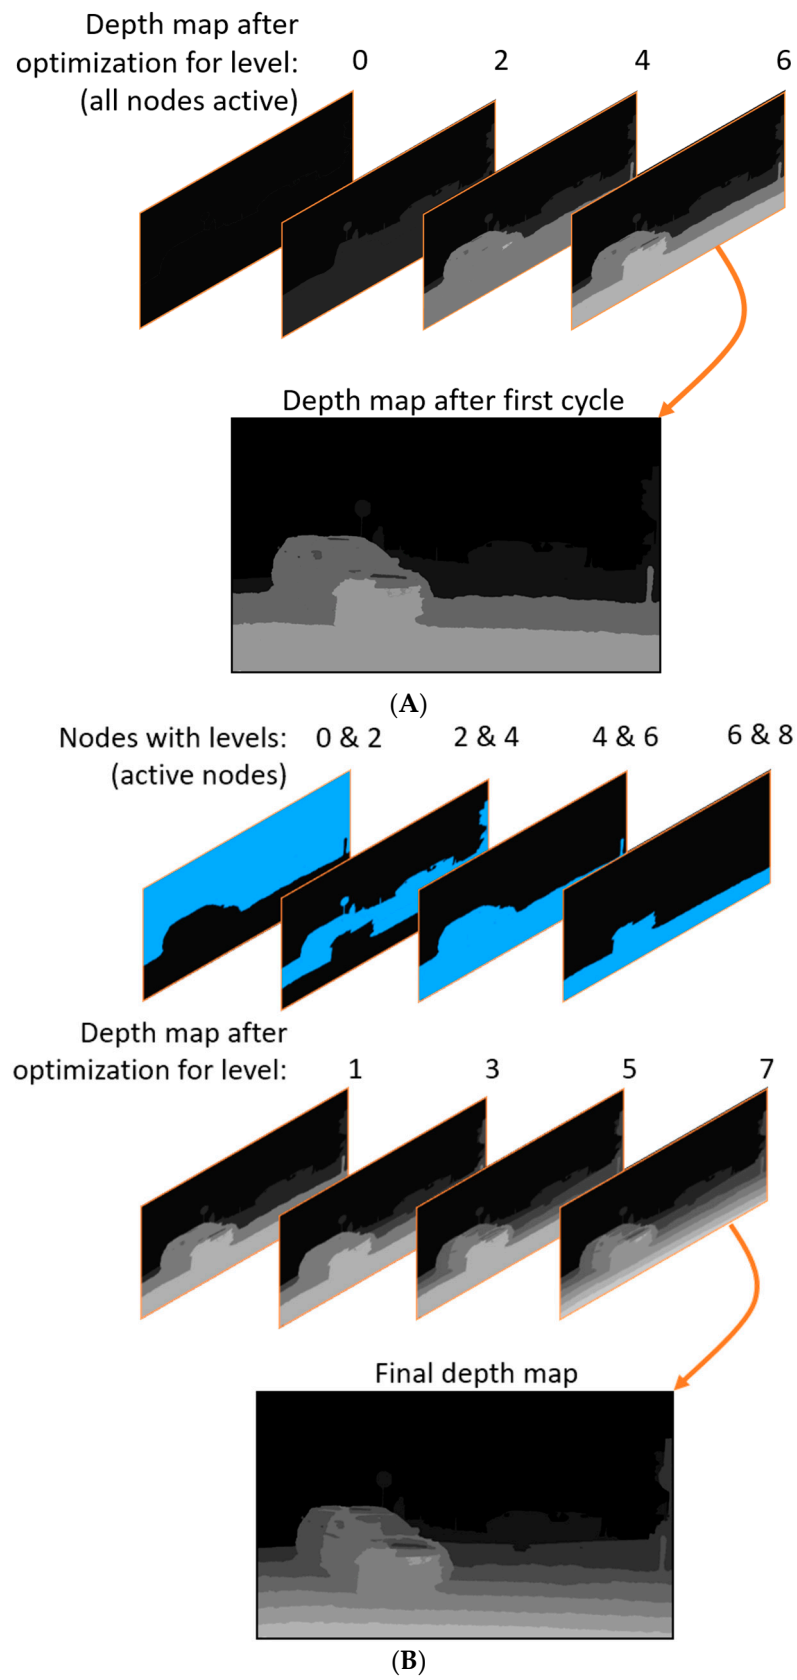 Depth map after
optimization for level: 0 2 4 6
(all nodes active)
Depth map after first cycle
(A)
Nodes with levels: 0 & 2 2 & 4 4 & 6 6 & 8
(active nodes)
Depth map after
optimization for level: 1 3 5 7
Final depth map
(B)